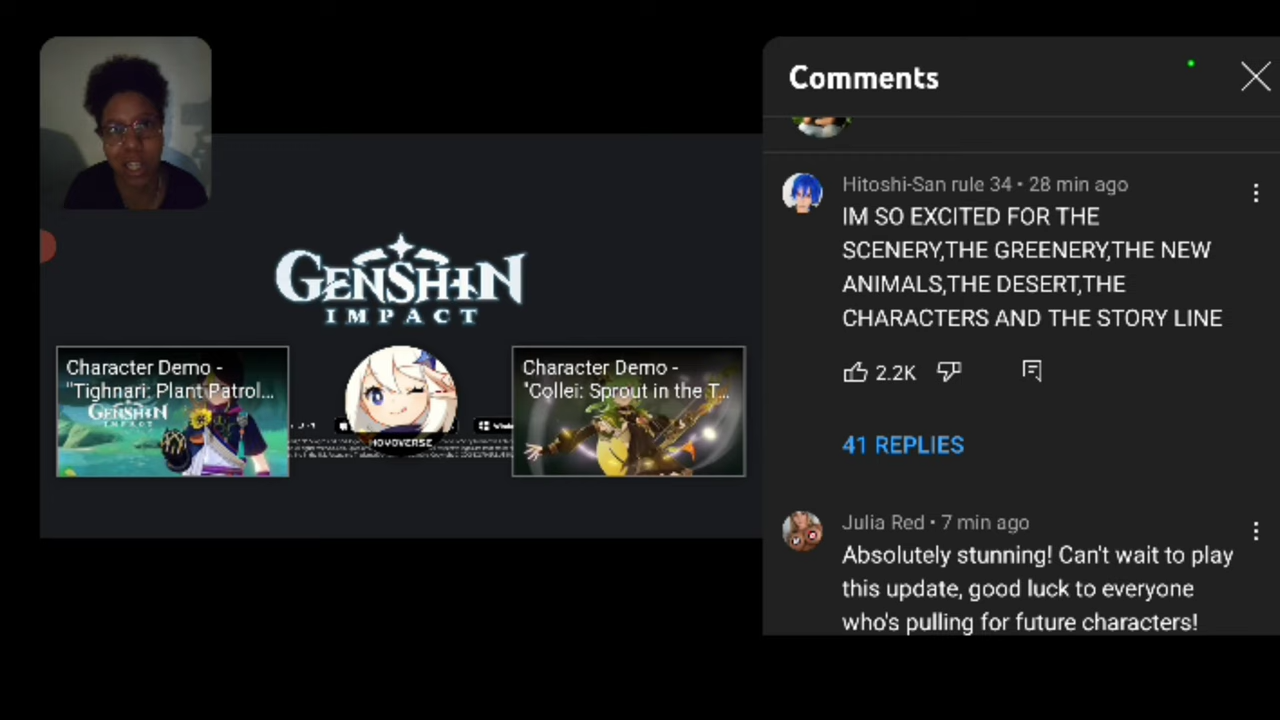 GENSHIN
IMPACT
Character Demo -
"Tighnari: Plant Patrol...
GENSHIN
IMPACT
HOYOVERSE
Character Demo -
"Collei: Sprout in the T...
Comments
Hitoshi-San rule 34 • 28 min ago
IM SO EXCITED FOR THE
SCENERY,THE GREENERY,THE NEW
ANIMALS,THE DESERT,THE
CHARACTERS AND THE STORY LINE
2.2K
41 REPLIES
Julia Red • 7 min ago
Absolutely stunning! Can't wait to play
this update, good luck to everyone
who's pulling for future characters!